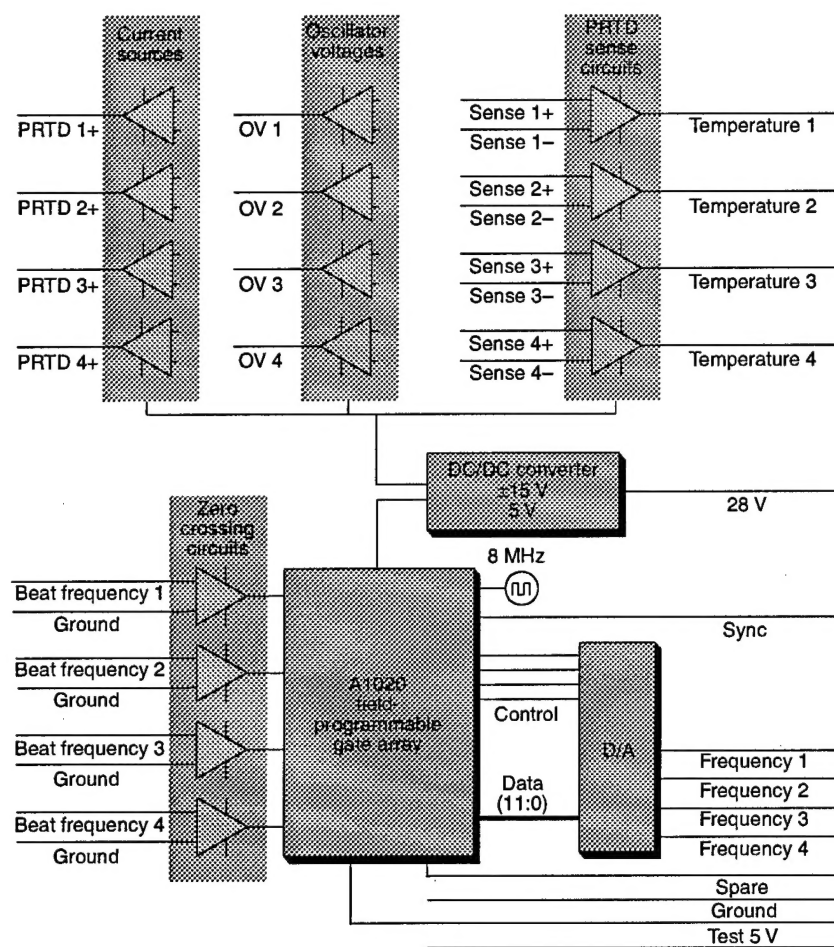 Current
sources
Oscillator
voltages
PRTD
sense
circuits
PRTD 1+
PRTD 2+
PRTD 3+
PRTD 4+
OV 1
OV 2
OV 3
OV 4
Sense 1+
Sense 1–
Sense 2+
Sense 2–
Sense 3+
Sense 3–
Sense 4+
Sense 4–
Temperature 1
Temperature 2
Temperature 3
Temperature 4
DC/DC converter
±15 V
5 V
28 V
Zero
crossing
circuits
8 MHz
Beat frequency 1
Ground
Beat frequency 2
Ground
Beat frequency 3
Ground
Beat frequency 4
Ground
A1020
field-
programmable
gate array
Sync
Control
Data
(11:0)
D/A
Frequency 1
Frequency 2
Frequency 3
Frequency 4
Spare
Ground
Test 5 V